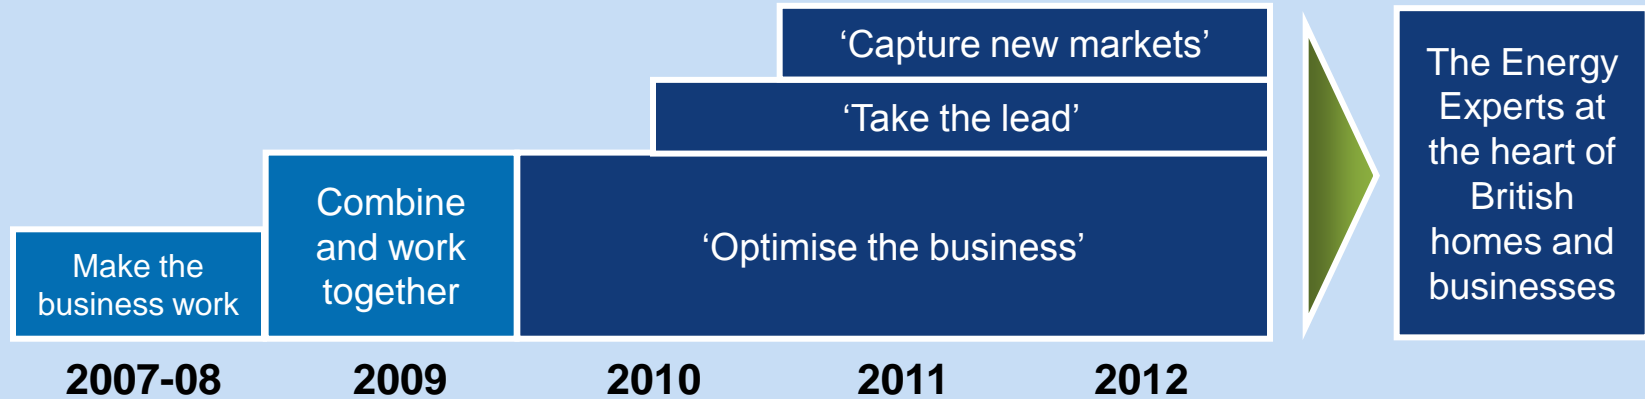 ‘Capture new markets’
‘Take the lead’
‘Optimise the business’
Combine
and work
together
Make the
business work
The Energy
Experts at
the heart of
British
homes and
businesses
2007-08
2009
2010
2011
2012